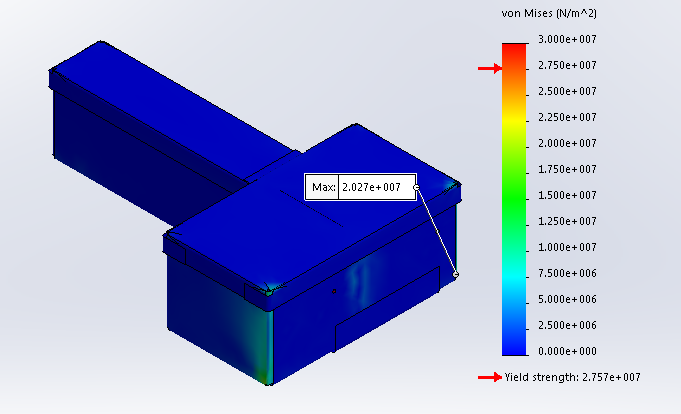 von Mises (N/m^2)
3.000e+007
2.750e+007
2.500e+007
2.250e+007
2.000e+007
1.750e+007
1.500e+007
1.250e+007
1.000e+007
7.500e+006
5.000e+006
2.500e+006
0.000e+000
Yield strength: 2.757e+007
Max: 2.027e+007